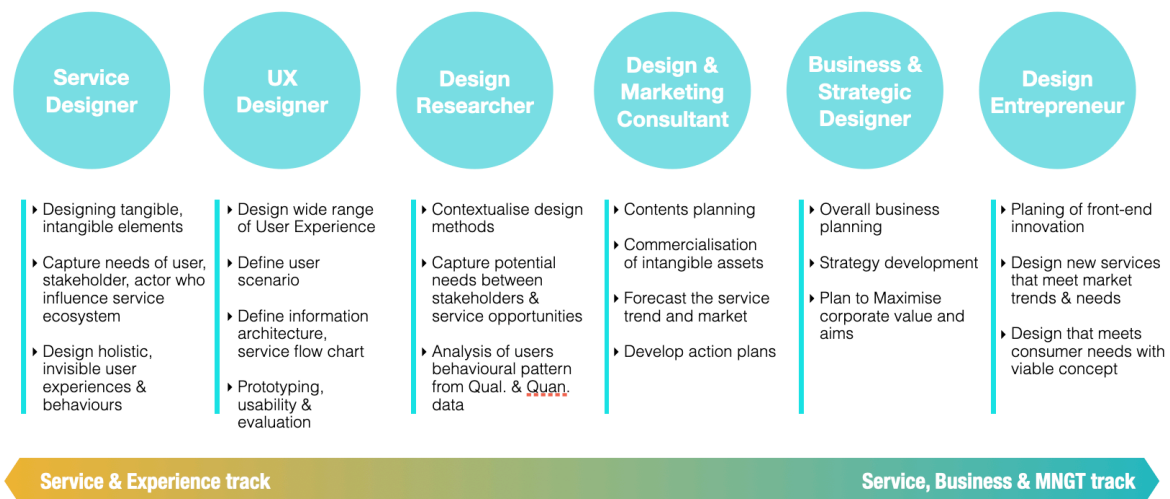 Service
Designer
UX
Designer
Design
Researcher
Design &
Marketing
Consultant
Business &
Strategic
Designer
Design
Entrepreneur
Designing tangible,
intangible elements
Capture needs of user,
stakeholder, actor who
influence service
ecosystem
Design holistic,
invisible user
experiences &
behaviours
Design wide range
of User Experience
Define user
scenario
Define information
architecture,
service flow chart
Prototyping,
usability &
evaluation
Contextualise design
methods
Capture potential
needs between
stakeholders &
service opportunities
Analysis of users
behavioural pattern
from Qual. & Quan.
data
Contents planning
Commercialisation
of intangible assets
Forecast the service
trend and market
Develop action plans
Overall business
planning
Strategy development
Plan to Maximise
corporate value and
aims
Planing of front-end
innovation
Design new services
that meet market
trends & needs
Design that meets
consumer needs with
viable concept
Service & Experience track
Service, Business & MNGT track